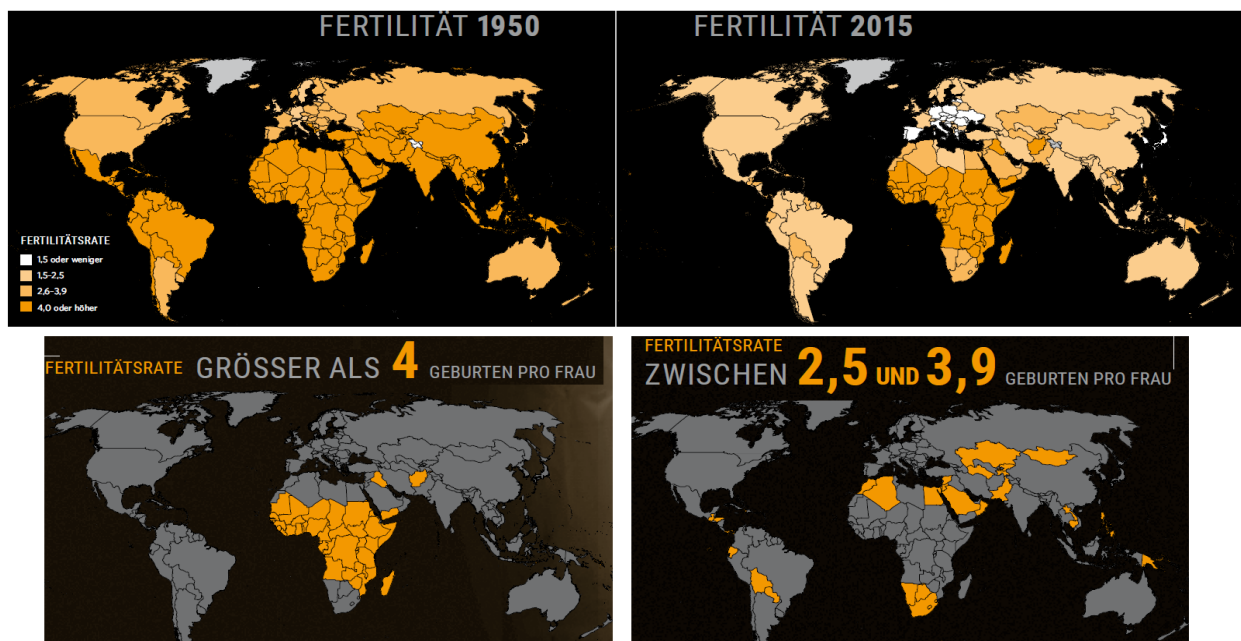 FERTILITÄT 1950
FERTILITÄT 2015
FERTILITÄTSRATE
1,5 oder weniger
1,5–2,5
2,6–3,9
4,0 oder höher
FERTILITÄTSRATE GRÖSSER ALS 4 GEBURTEN PRO FRAU
FERTILITÄTSRATE
ZWISCHEN 2,5 UND 3,9 GEBURTEN PRO FRAU